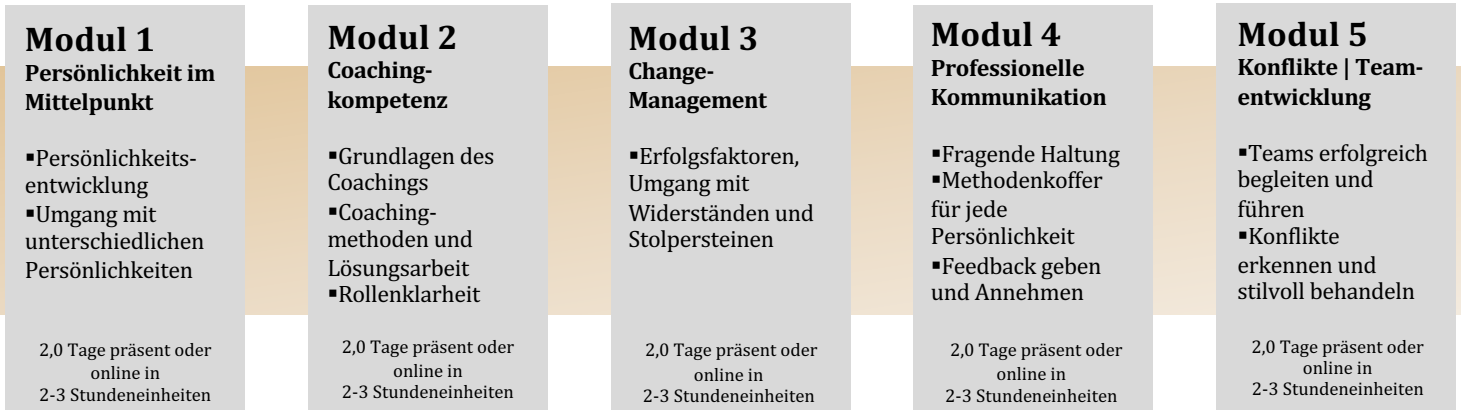 Modul 1
Persönlichkeit im
Mittelpunkt
▪Persönlichkeits-
entwicklung
▪Umgang mit
unterschiedlichen
Persönlichkeiten
2,0 Tage präsent oder
online in
2-3 Stundeneinheiten
Modul 2
Coaching-
kompetenz
▪Grundlagen des
Coachings
▪Coaching-
methoden und
Lösungsarbeit
▪Rollenklarheit
2,0 Tage präsent oder
online in
2-3 Stundeneinheiten
Modul 3
Change-
Management
▪Erfolgsfaktoren,
Umgang mit
Widerständen und
Stolpersteinen
2,0 Tage präsent oder
online in
2-3 Stundeneinheiten
Modul 4
Professionelle
Kommunikation
▪Fragende Haltung
▪Methodenkoffer
für jede
Persönlichkeit
▪Feedback geben
und Annehmen
2,0 Tage präsent oder
online in
2-3 Stundeneinheiten
Modul 5
Konflikte | Team-
entwicklung
▪Teams erfolgreich
begleiten und
führen
▪Konflikte
erkennen und
stilvoll behandeln
2,0 Tage präsent oder
online in
2-3 Stundeneinheiten